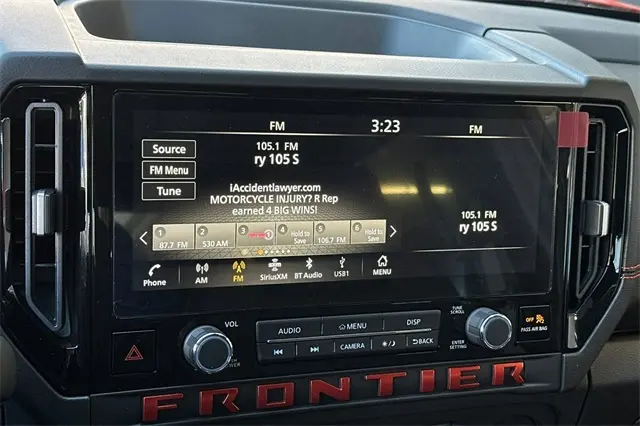 FM
3:23
FM
Source
FM Menu
Tune
105.1 FM
ry 105 S
iAccidentlawyer.com
MOTORCYCLE INJURY? R Rep
earned 4 BIG WINS!
1 2 3 4 5 6
87.7 FM 530 AM Hold to Save 106.7 FM Hold to Save
105.1 FM
ry 105 S
Phone AM FM SiriusXM BT Audio USB1 MENU
VOL
POWER
AUDIO MENU DISP
CAMERA BACK
TUNE
SCROLL
ENTER
SETTING
OFF
PASS AIR BAG
FRONTIER